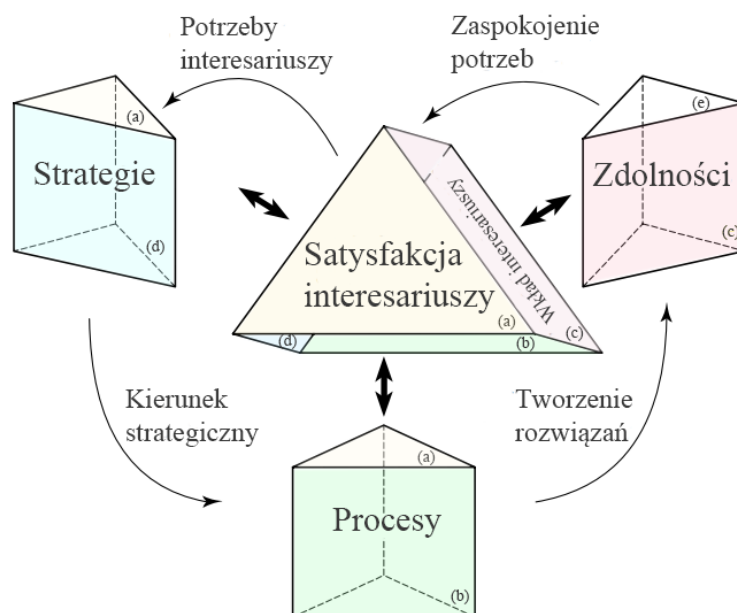 Potrzeby
interesariuszy
Zaspokojenie
potrzeb
(a)
Strategie
(d)
(e)
Zdolności
(c)
Satysfakcja
interesariuszy
(a)
Wkład interesariuszy
(c)
(b)
(d)
Kierunek
strategiczny
Tworzenie
rozwiązań
(a)
Procesy
(b)